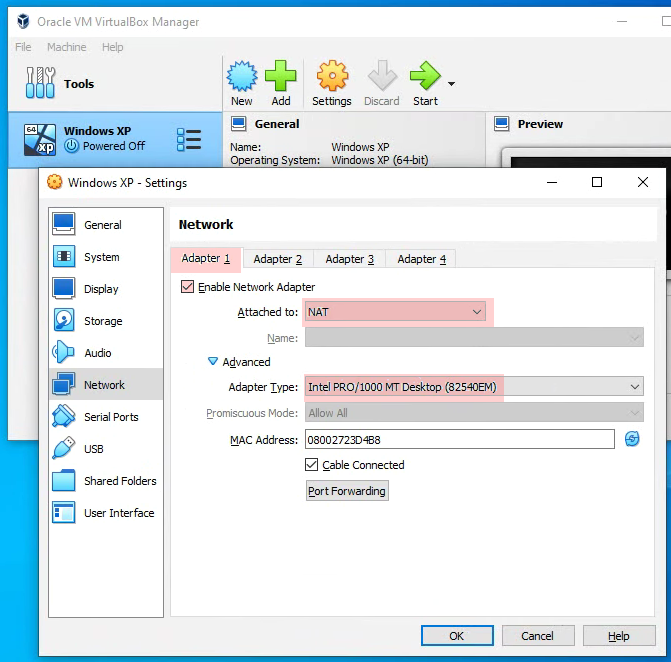 Oracle VM VirtualBox Manager
File Machine Help
Tools
New Add Settings Discard Start
64
XP
Windows XP
Powered Off
General
Name: Windows XP
Operating System: Windows XP (64-bit)
Preview
Windows XP - Settings
General
System
Display
Storage
Audio
Network
Serial Ports
USB
Shared Folders
User Interface
Network
Adapter 1 Adapter 2 Adapter 3 Adapter 4
Enable Network Adapter
Attached to: NAT
Name:
Advanced
Adapter Type: Intel PRO/1000 MT Desktop (82540EM)
Promiscuous Mode: Allow All
MAC Address: 08002723D4B8
Cable Connected
Port Forwarding
OK Cancel Help